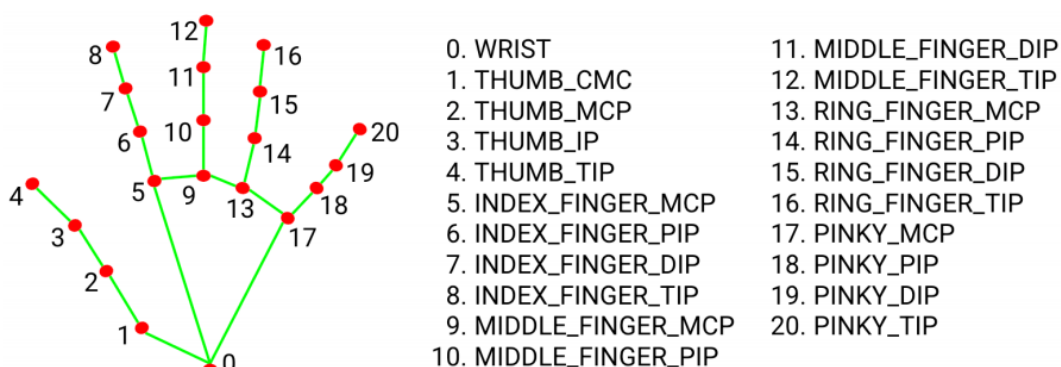 12
8
16
11
7
15
20
10
6
14
19
4
5
9
18
13
3
17
2
1
0
0. WRIST
1. THUMB_CMC
2. THUMB_MCP
3. THUMB_IP
4. THUMB_TIP
5. INDEX_FINGER_MCP
6. INDEX_FINGER_PIP
7. INDEX_FINGER_DIP
8. INDEX_FINGER_TIP
9. MIDDLE_FINGER_MCP
10. MIDDLE_FINGER_PIP
11. MIDDLE_FINGER_DIP
12. MIDDLE_FINGER_TIP
13. RING_FINGER_MCP
14. RING_FINGER_PIP
15. RING_FINGER_DIP
16. RING_FINGER_TIP
17. PINKY_MCP
18. PINKY_PIP
19. PINKY_DIP
20. PINKY_TIP